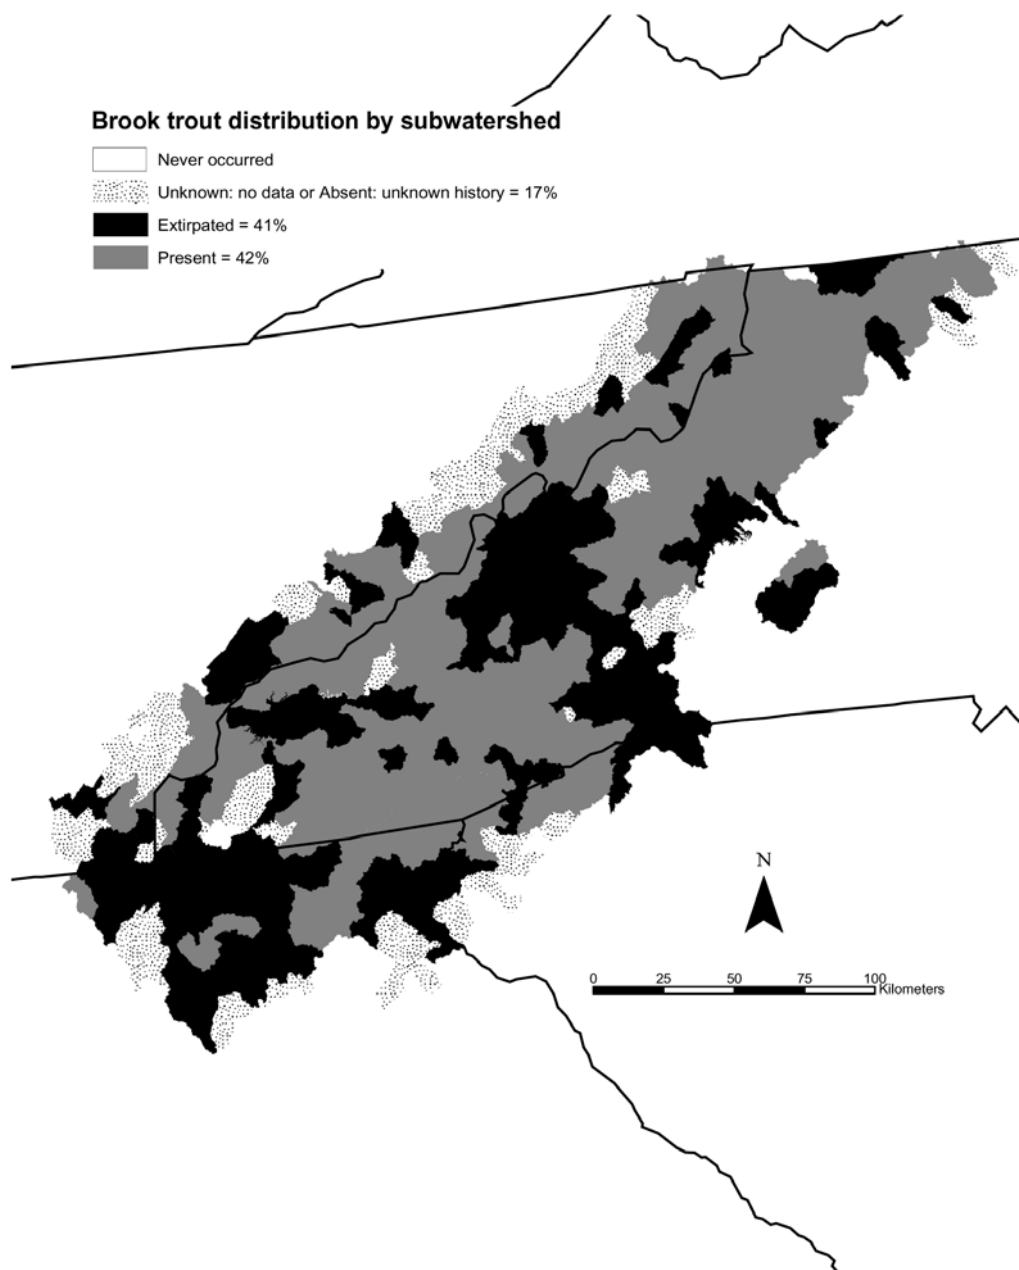 Brook trout distribution by subwatershed
Never occurred
Unknown: no data or Absent: unknown history = 17%
Extirpated = 41%
Present = 42%
N
0 25 50 75 100
Kilometers